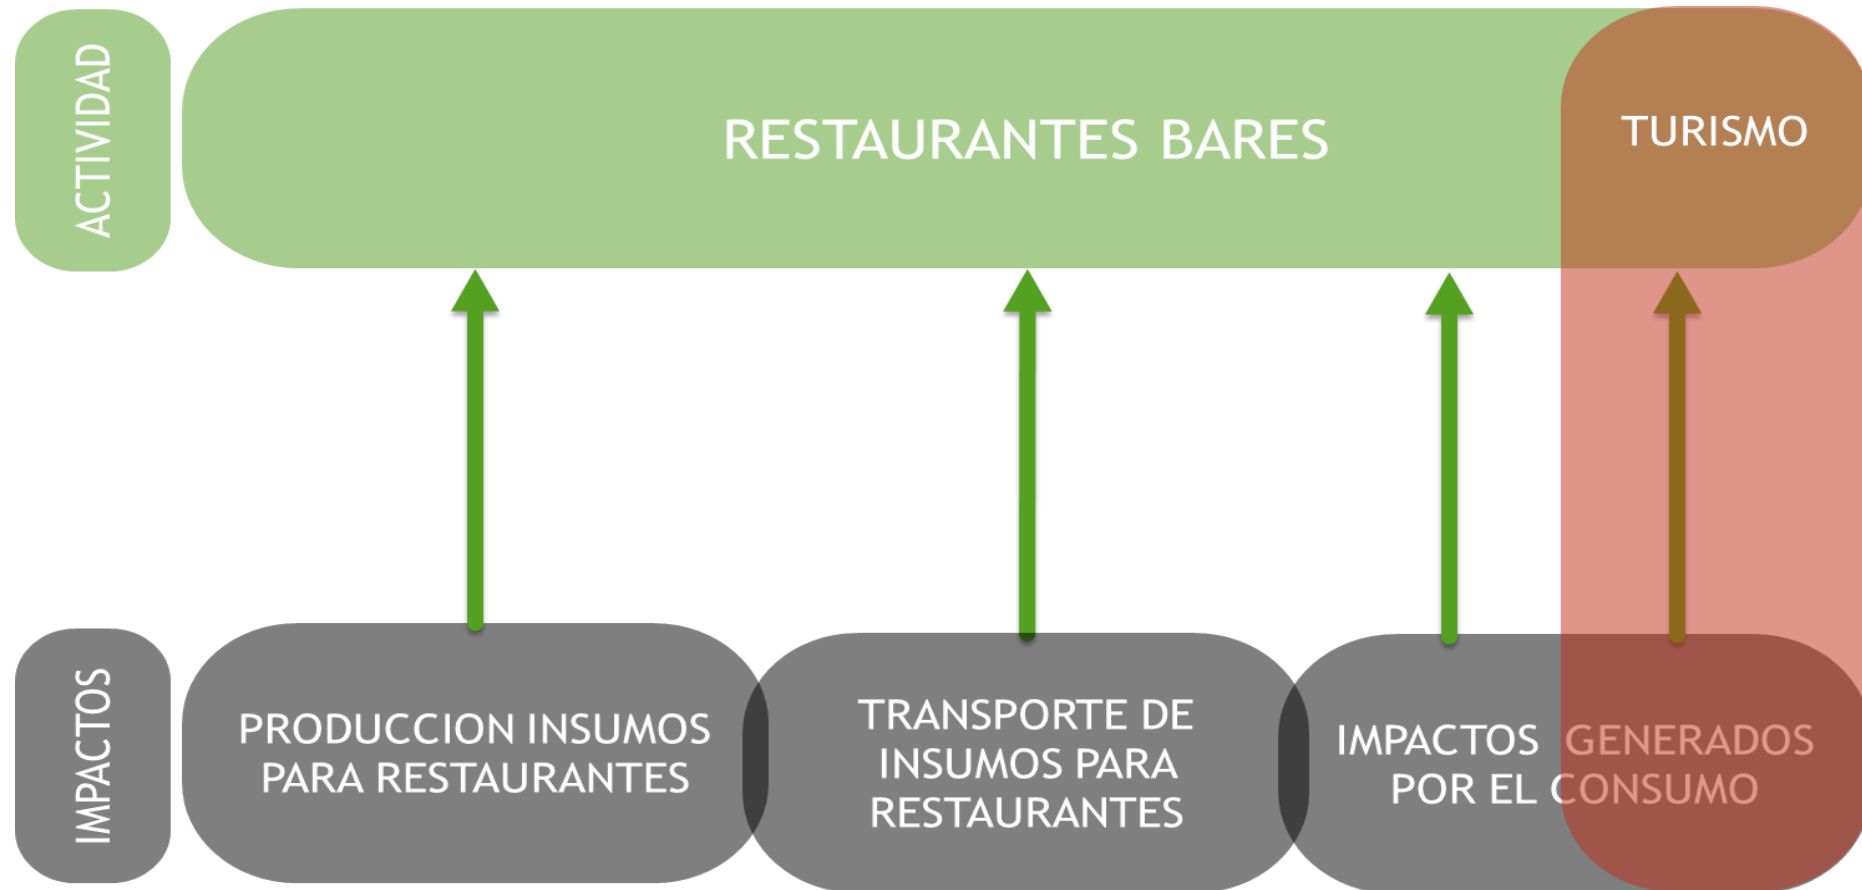 ACTIVIDAD
RESTAURANTES BARES
TURISMO
IMPACTOS
PRODUCCION INSUMOS
PARA RESTAURANTES
TRANSPORTE DE
INSUMOS PARA
RESTAURANTES
IMPACTOS GENERADOS
POR EL CONSUMO